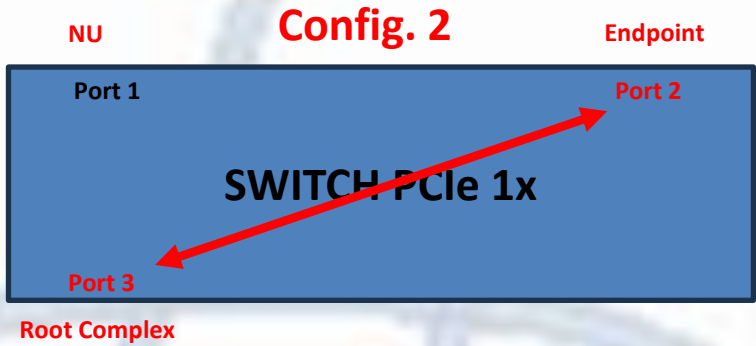 Config. 2
NU
Endpoint
Port 1
Port 2
SWITCH PCIe 1x
Port 3
Root Complex